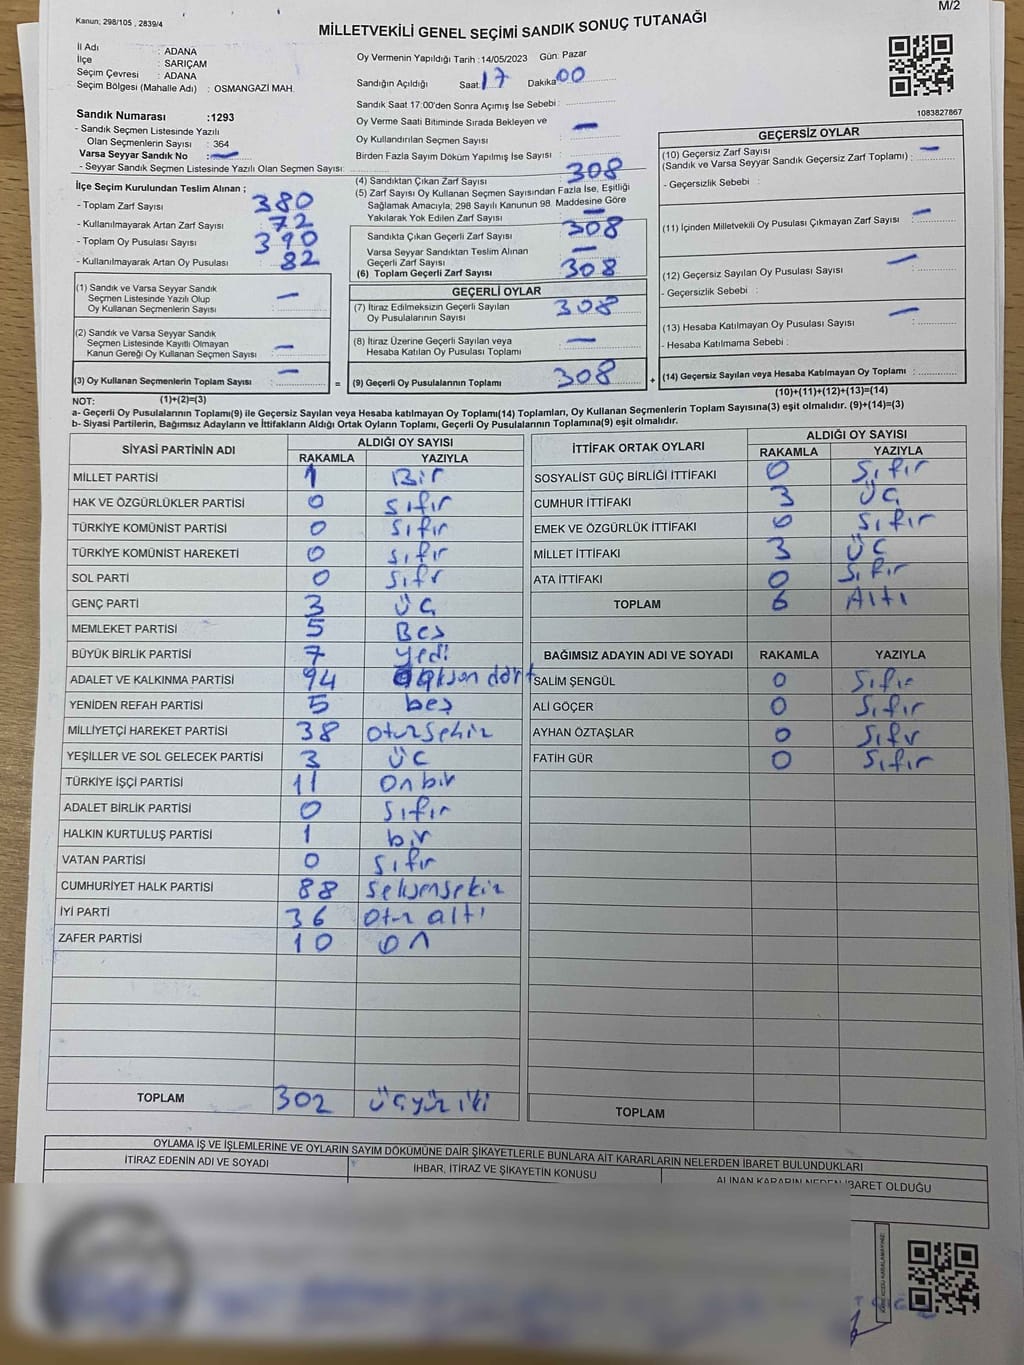 M/2
Kanun; 298/105 , 2839/4
MİLLETVEKİLİ GENEL SEÇİMİ SANDIK SONUÇ TUTANAĞI
İl Adı : ADANA
İlçe : SARIÇAM
Seçim Çevresi : ADANA
Seçim Bölgesi (Mahalle Adı) : OSMANGAZİ MAH.
Sandık Numarası :1293
- Sandık Seçmen Listesinde Yazılı
Olan Seçmenlerin Sayısı : 364
Varsa Seyyar Sandık No : —
- Seyyar Sandık Seçmen Listesinde Yazılı Olan Seçmen Sayısı:
İlçe Seçim Kurulundan Teslim Alınan ;
- Toplam Zarf Sayısı : 380
- Kullanılmayarak Artan Zarf Sayısı : 72
- Toplam Oy Pusulası Sayısı : 390
- Kullanılmayarak Artan Oy Pusulası : 82
(1) Sandık ve Varsa Seyyar Sandık
Seçmen Listesinde Yazılı Olup
Oy Kullanan Seçmenlerin Sayısı : —
(2) Sandık ve Varsa Seyyar Sandık
Seçmen Listesinde Kayıtlı Olmayan
Kanun Gereği Oy Kullanan Seçmen Sayısı : —
(3) Oy Kullanan Seçmenlerin Toplam Sayısı : —
(1)+(2)=(3)
Oy Vermenin Yapıldığı Tarih :14/05/2023 Gün: Pazar
Sandığın Açıldığı Saat: 17 Dakika: 00
Sandık Saat 17:00'den Sonra Açımış İse Sebebi :
Oy Verme Saati Bitiminde Sırada Bekleyen ve
Oy Kullandırılan Seçmen Sayısı : —
Birden Fazla Sayım Döküm Yapılmış İse Sayısı :
(4) Sandıktan Çıkan Zarf Sayısı : 308
(5) Zarf Sayısı Oy Kullanan Seçmen Sayısından Fazla İse, Eşitliği
Sağlamak Amacıyla, 298 Sayılı Kanunun 98. Maddesine Göre
Yakılarak Yok Edilen Zarf Sayısı : —
Sandıkta Çıkan Geçerli Zarf Sayısı : 308
Varsa Seyyar Sandıktan Teslim Alınan
Geçerli Zarf Sayısı : —
(6) Toplam Geçerli Zarf Sayısı : 308
GEÇERLİ OYLAR
(7) İtiraz Edilmeksizin Geçerli Sayılan
Oy Pusulalarının Sayısı : 308
(8) İtiraz Üzerine Geçerli Sayılan veya
Hesaba Katılan Oy Pusulası Toplamı : —
= (9) Geçerli Oy Pusulalarının Toplamı : 308
1083827867
GEÇERSİZ OYLAR
(10) Geçersiz Zarf Sayısı
(Sandık ve Varsa Seyyar Sandık Geçersiz Zarf Toplamı) : —
- Geçersizlik Sebebi :
(11) İçinden Milletvekili Oy Pusulası Çıkmayan Zarf Sayısı : —
(12) Geçersiz Sayılan Oy Pusulası Sayısı : —
- Geçersizlik Sebebi :
(13) Hesaba Katılmayan Oy Pusulası Sayısı : —
- Hesaba Katılmama Sebebi :
+ (14) Geçersiz Sayılan veya Hesaba Katılmayan Oy Toplamı :
(10)+(11)+(12)+(13)=(14)
NOT:
a- Geçerli Oy Pusulalarının Toplamı(9) ile Geçersiz Sayılan veya Hesaba katılmayan Oy Toplamı(14) Toplamları, Oy Kullanan Seçmenlerin Toplam Sayısına(3) eşit olmalıdır. (9)+(14)=(3)
b- Siyasi Partilerin, Bağımsız Adayların ve İttifakların Aldığı Ortak Oyların Toplamı, Geçerli Oy Pusulalarının Toplamına(9) eşit olmalıdır.
SİYASİ PARTİNİN ADI ALDIĞI OY SAYISI
RAKAMLA YAZIYLA
MİLLET PARTİSİ 1 Bir
HAK VE ÖZGÜRLÜKLER PARTİSİ 0 sıfır
TÜRKİYE KOMÜNİST PARTİSİ 0 sıfır
TÜRKİYE KOMÜNİST HAREKETİ 0 sıfır
SOL PARTİ 0 sıfr
GENÇ PARTİ 3 üç
MEMLEKET PARTİSİ 5 Beş
BÜYÜK BİRLİK PARTİSİ 7 yedi
ADALET VE KALKINMA PARTİSİ 94 doksan dört
YENİDEN REFAH PARTİSİ 5 beş
MİLLİYETÇİ HAREKET PARTİSİ 38 otuzsekiz
YEŞİLLER VE SOL GELECEK PARTİSİ 3 üç
TÜRKİYE İŞÇİ PARTİSİ 11 Onbir
ADALET BİRLİK PARTİSİ 0 sıfır
HALKIN KURTULUŞ PARTİSİ 1 bir
VATAN PARTİSİ 0 sıfır
CUMHURİYET HALK PARTİSİ 88 seksensekiz
İYİ PARTİ 36 otuz altı
ZAFER PARTİSİ 10 on
TOPLAM 302 üçyüz iki
İTTİFAK ORTAK OYLARI ALDIĞI OY SAYISI
RAKAMLA YAZIYLA
SOSYALİST GÜÇ BİRLİĞİ İTTİFAKI 0 sıfır
CUMHUR İTTİFAKI 3 üç
EMEK VE ÖZGÜRLÜK İTTİFAKI 0 sıfır
MİLLET İTTİFAKI 3 üç
ATA İTTİFAKI 0 sıfır
TOPLAM 6 Altı
BAĞIMSIZ ADAYIN ADI VE SOYADI RAKAMLA YAZIYLA
SALİM ŞENGÜL 0 sıfır
ALİ GÖÇER 0 sıfır
AYHAN ÖZTAŞLAR 0 sıfr
FATİH GÜR 0 sıfır
TOPLAM
OYLAMA İŞ VE İŞLEMLERİNE VE OYLARIN SAYIM DÖKÜMÜNE DAİR ŞİKAYETLERLE BUNLARA AİT KARARLARIN NELERDEN İBARET BULUNDUKLARI
İTİRAZ EDENİN ADI VE SOYADI
İHBAR, İTİRAZ VE ŞİKAYETİN KONUSU
ALINAN KARARIN NEDEN İBARET OLDUĞU